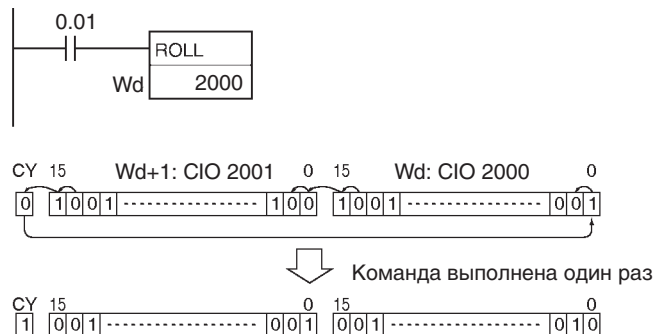 0.01
ROLL
Wd 2000
CY 15 Wd+1: CIO 2001 0 15 Wd: CIO 2000 0
0 1 0 0 1 1 0 0 1 0 0 1 0 0 1
Команда выполнена один раз
CY 15 0 15 0
1 0 0 1 0 0 1 0 0 1 0 1 0